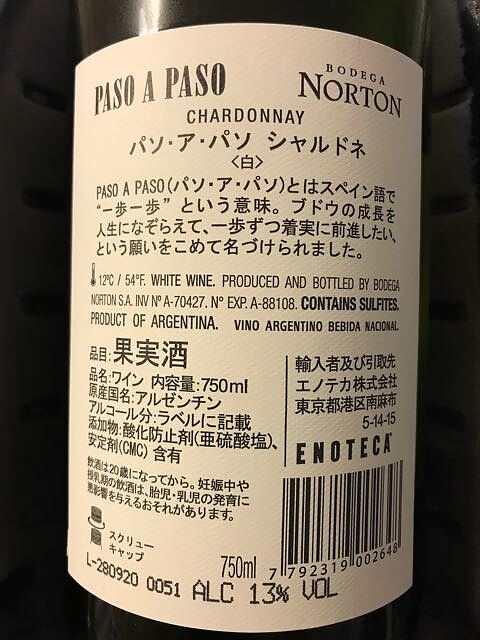 PASO A PASO
BODEGA
NORTON
CHARDONNAY
パソ・ア・パソ シャルドネ
<白>
PASO A PASO(パソ・ア・パソ)とはスペイン語で
“一歩一歩” という意味。ブドウの成長を
人生になぞらえて、一歩ずつ着実に前進したい、
という願いをこめて名づけられました。
12ºC / 54°F. WHITE WINE. PRODUCED AND BOTTLED BY BODEGA
NORTON S.A. INV Nº A-70427. Nº EXP. A-88108. CONTAINS SULFITES.
PRODUCT OF ARGENTINA. VINO ARGENTINO BEBIDA NACIONAL.
品目:果実酒
品名:ワイン 内容量:750ml
原産国名:アルゼンチン
アルコール分:ラベルに記載
添加物:酸化防止剤(亜硫酸塩)、
安定剤(CMC) 含有
飲酒は20歳になってから。妊娠中や
授乳期の飲酒は、胎児・乳児の発育に
悪影響を与えるおそれがあります。
スクリュー
キャップ
輸入者及び引取先
エノテカ株式会社
東京都港区南麻布
5-14-15
ENOTECA
750ml
7 792319 002648
L-280920 0051 ALC 13% VOL